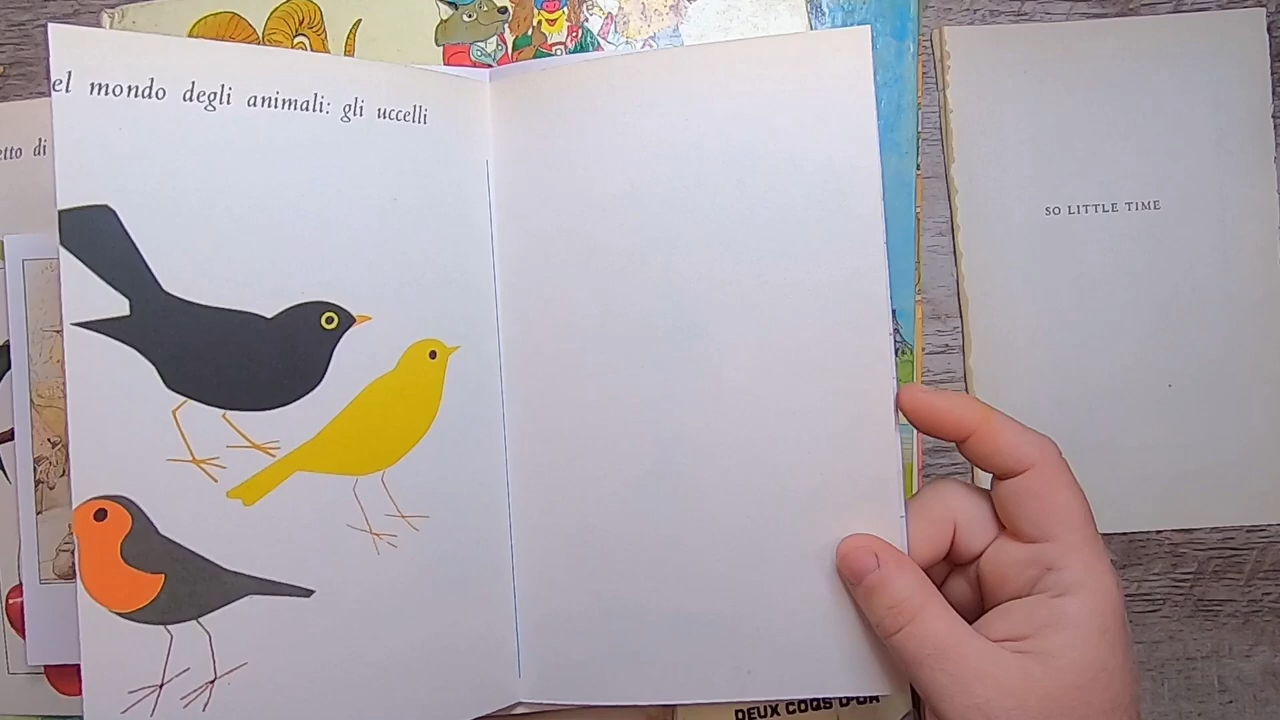 el mondo degli animali: gli uccelli
etto di
SO LITTLE TIME
DEUX COQS D'OR